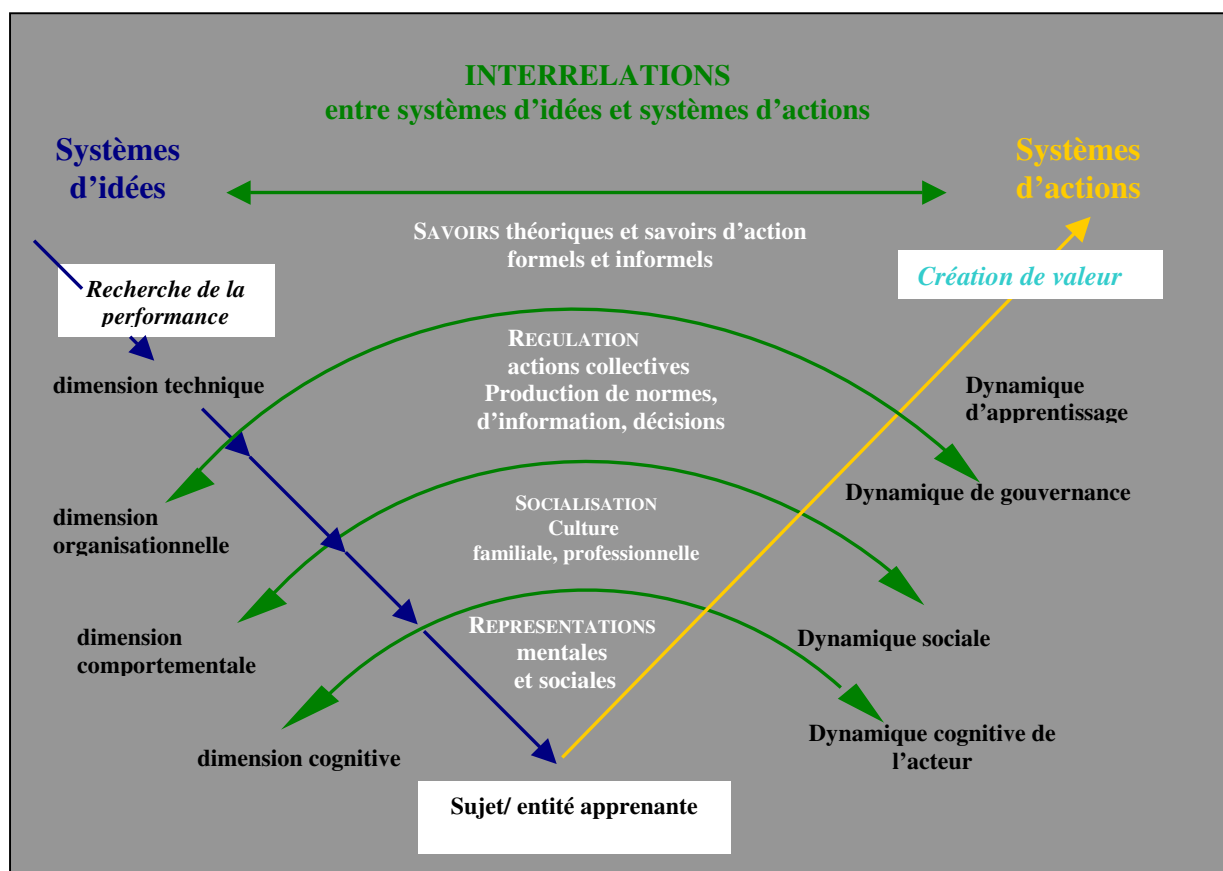 INTERRELATIONS
entre systèmes d’idées et systèmes d’actions
Systèmes
d’idées
Systèmes
d’actions
SAVOIRS théoriques et savoirs d’action
formels et informels
Recherche de la
performance
Création de valeur
REGULATION
actions collectives
Production de normes,
d’information, décisions
dimension technique
Dynamique
d’apprentissage
dimension
organisationnelle
Dynamique de gouvernance
SOCIALISATION
Culture
familiale, professionnelle
dimension
comportementale
REPRESENTATIONS
mentales
et sociales
Dynamique sociale
dimension cognitive
Dynamique cognitive de
l’acteur
Sujet/ entité apprenante